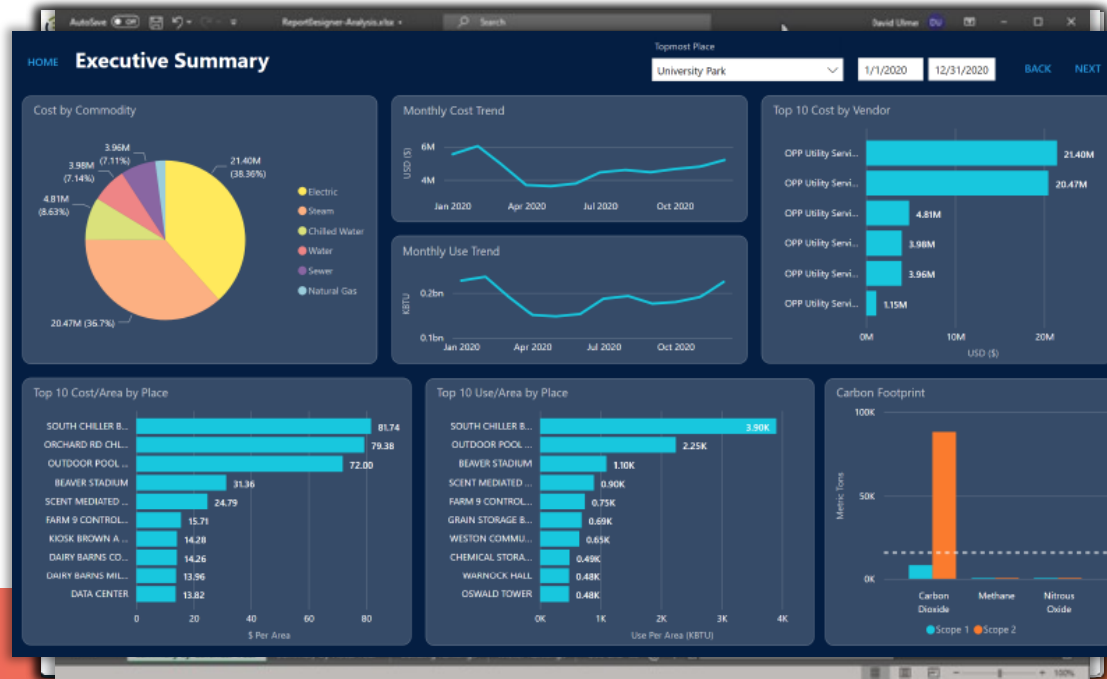 AutoSave
ReportDesigner-Analysis.xlsx
Search
David Ulmer DU
HOME Executive Summary
Topmost Place
University Park
1/1/2020 12/31/2020
BACK NEXT
Cost by Commodity
3.96M
(7.11%)
3.98M
(7.14%)
4.81M
(8.63%)
21.40M
(38.36%)
20.47M (36.7%)
Electric
Steam
Chilled Water
Water
Sewer
Natural Gas
Monthly Cost Trend
USD ($)
6M
4M
Jan 2020 Apr 2020 Jul 2020 Oct 2020
Monthly Use Trend
KBTU
0.2bn
0.1bn
Jan 2020 Apr 2020 Jul 2020 Oct 2020
Top 10 Cost by Vendor
OPP Utility Servi... 21.40M
OPP Utility Servi... 20.47M
OPP Utility Servi... 4.81M
OPP Utility Servi... 3.98M
OPP Utility Servi... 3.96M
OPP Utility Servi... 1.15M
0M 10M 20M
USD ($)
Top 10 Cost/Area by Place
SOUTH CHILLER B... 81.74
ORCHARD RD CHL... 79.38
OUTDOOR POOL ... 72.00
BEAVER STADIUM 31.36
SCENT MEDIATED ... 24.79
FARM 9 CONTROL... 15.71
KIOSK BROWN A ... 14.28
DAIRY BARNS CO... 14.26
DAIRY BARNS MIL... 13.96
DATA CENTER 13.82
0 20 40 60 80
$ Per Area
Top 10 Use/Area by Place
SOUTH CHILLER B... 3.90K
OUTDOOR POOL ... 2.25K
BEAVER STADIUM 1.10K
SCENT MEDIATED ... 0.90K
FARM 9 CONTROL... 0.75K
GRAIN STORAGE B... 0.69K
WESTON COMMU... 0.65K
CHEMICAL STORA... 0.49K
WARNOCK HALL 0.48K
OSWALD TOWER 0.48K
0K 1K 2K 3K 4K
Use Per Area (KBTU)
Carbon Footprint
Metric Tons
100K
50K
0K
Carbon Dioxide
Methane
Nitrous Oxide
Scope 1 Scope 2
100%